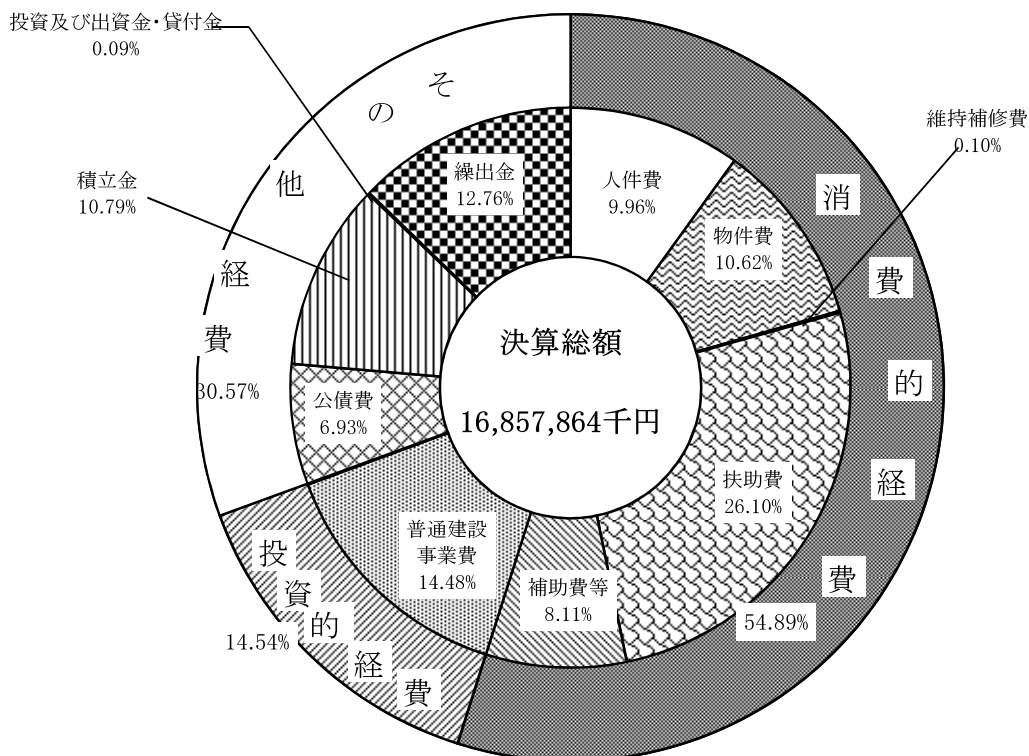 投資及び出資金・貸付金
0.09%
維持補修費
0.10%
積立金
10.79%
繰出金
12.76%
人件費
9.96%
物件費
10.62%
決算総額
16,857,864千円
公債費
6.93%
扶助費
26.10%
普通建設
事業費
14.48%
補助費等
8.11%
消費的経費
54.89%
投資的経費
14.54%
その他経費
30.57%